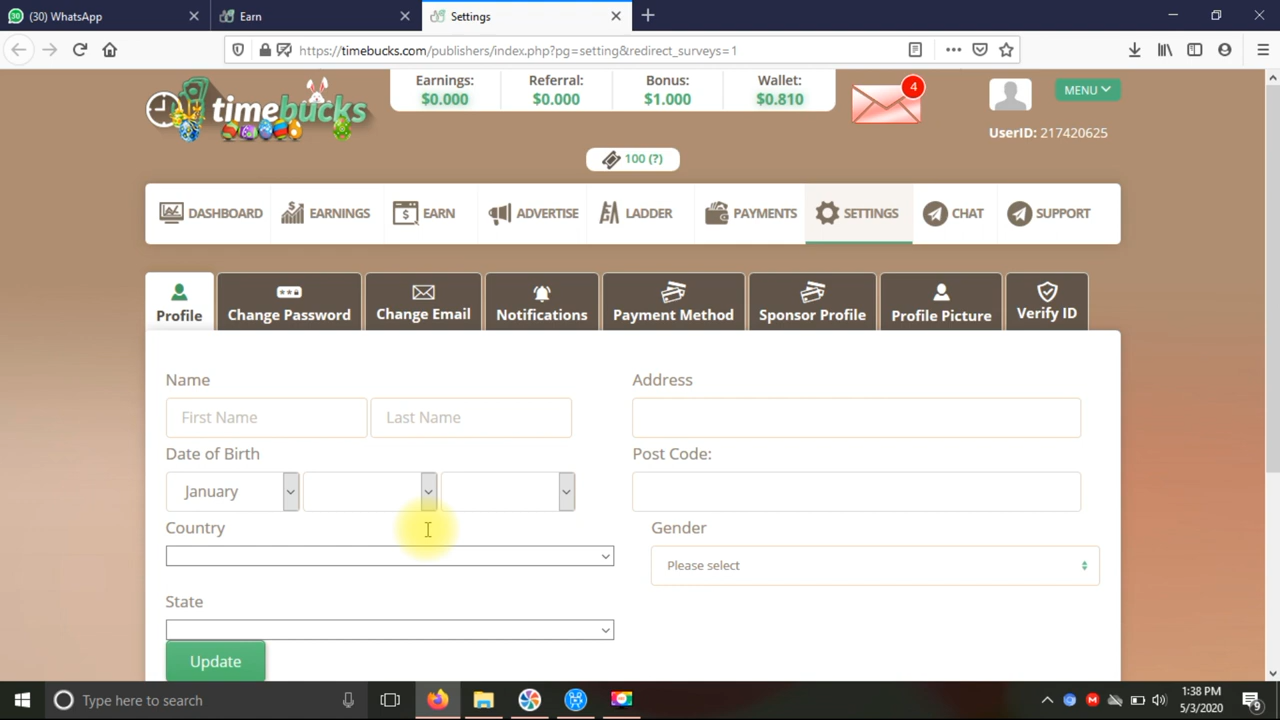 (30) WhatsApp
Earn
Settings
https://timebucks.com/publishers/index.php?pg=setting&redirect_surveys=1
timebucks
Earnings: Referral: Bonus: Wallet:
$0.000 $0.000 $1.000 $0.810
4
MENU
UserID: 217420625
100 (?)
DASHBOARD EARNINGS EARN ADVERTISE LADDER PAYMENTS SETTINGS CHAT SUPPORT
Profile Change Password Change Email Notifications Payment Method Sponsor Profile Profile Picture Verify ID
Name Address
First Name Last Name
Date of Birth Post Code:
January
Country Gender
Please select
State
Update
Type here to search
1:38 PM
5/3/2020
9